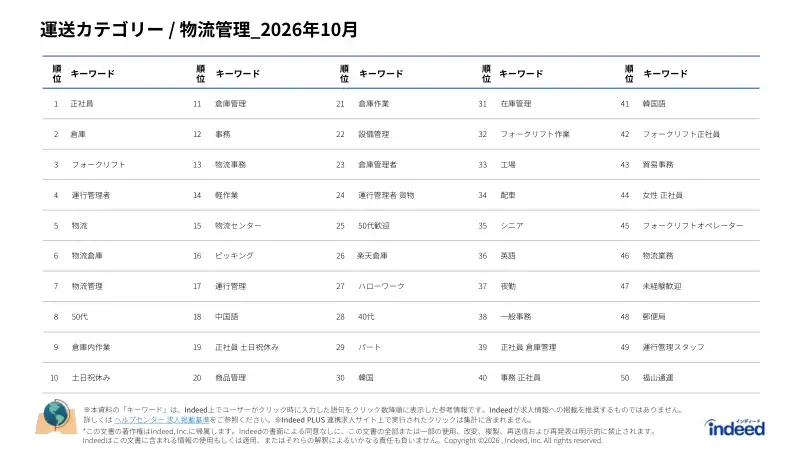 運送カテゴリー / 物流管理_2026年10月
順位 キーワード 順位 キーワード 順位 キーワード 順位 キーワード 順位 キーワード
1 正社員 11 倉庫管理 21 倉庫作業 31 在庫管理 41 韓国語
2 倉庫 12 事務 22 設備管理 32 フォークリフト作業 42 フォークリフト正社員
3 フォークリフト 13 物流事務 23 倉庫管理者 33 工場 43 貿易事務
4 運行管理者 14 軽作業 24 運行管理者 貨物 34 配車 44 女性 正社員
5 物流 15 物流センター 25 50代歓迎 35 シニア 45 フォークリフトオペレーター
6 物流倉庫 16 ピッキング 26 楽天倉庫 36 英語 46 物流業務
7 物流管理 17 運行管理 27 ハローワーク 37 夜勤 47 未経験歓迎
8 50代 18 中国語 28 40代 38 一般事務 48 郵便局
9 倉庫内作業 19 正社員 土日祝休み 29 パート 39 正社員 倉庫管理 49 運行管理スタッフ
10 土日祝休み 20 商品管理 30 韓国 40 事務 正社員 50 福山通運
※本資料の「キーワード」は、Indeed上でユーザーがクリック時に入力した語句をクリック数降順に表示した参考情報です。Indeedが求人情報への掲載を推奨するものではありません。
詳しくは ヘルプセンター 求人掲載基準をご参照ください。※Indeed PLUS 連携求人サイト上で実行されたクリックは集計に含まれません。
*この文書の著作権はIndeed, Inc.に帰属します。Indeedの書面による同意なしに、この文書の全部または一部の使用、改変、複製、再送信および再発表は明示的に禁止されます。
Indeedはこの文書に含まれる情報の使用もしくは適用、またはそれらの解釈によるいかなる責任も負いません。Copyright ©2026 , Indeed, Inc. All rights reserved.
インディード
indeed